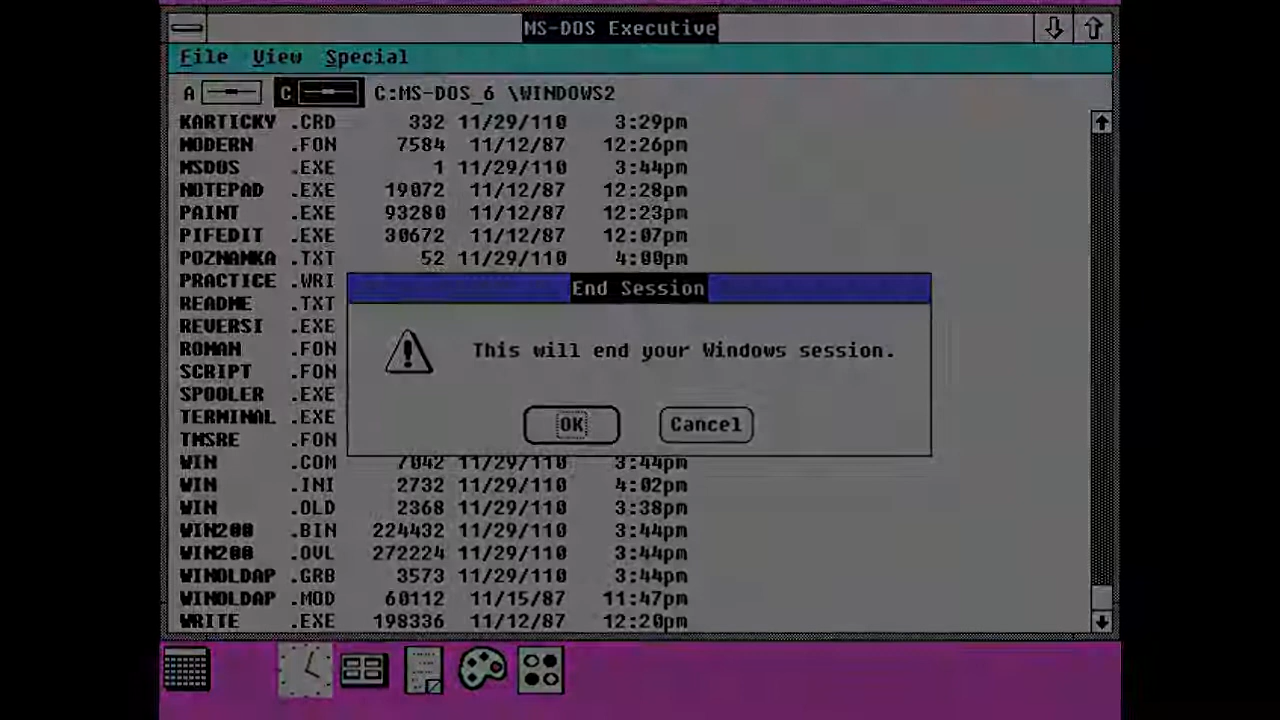 MS-DOS Executive
File View Special
A C C:MS-DOS_6 \WINDOWS2
KARTICKY .CRD 332 11/29/110 3:29pm
MODERN .FON 7584 11/12/87 12:26pm
MSDOS .EXE 1 11/29/110 3:44pm
NOTEPAD .EXE 19072 11/12/87 12:28pm
PAINT .EXE 93280 11/12/87 12:23pm
PIFEDIT .EXE 30672 11/12/87 12:07pm
POZNAMKA .TXT 52 11/29/110 4:00pm
PRACTICE .WRI
README .TXT
REVERSI .EXE
ROMAN .FON
SCRIPT .FON
SPOOLER .EXE
TERMINAL .EXE
TMSRE .FON
End Session
This will end your Windows session.
OK Cancel
WIN .COM 7042 11/29/110 3:44pm
WIN .INI 2732 11/29/110 4:02pm
WIN .OLD 2368 11/29/110 3:38pm
WIN200 .BIN 224432 11/29/110 3:44pm
WIN200 .OVL 272224 11/29/110 3:44pm
WINOLDAP .GRB 3573 11/29/110 3:44pm
WINOLDAP .MOD 60112 11/15/87 11:47pm
WRITE .EXE 198336 11/12/87 12:20pm